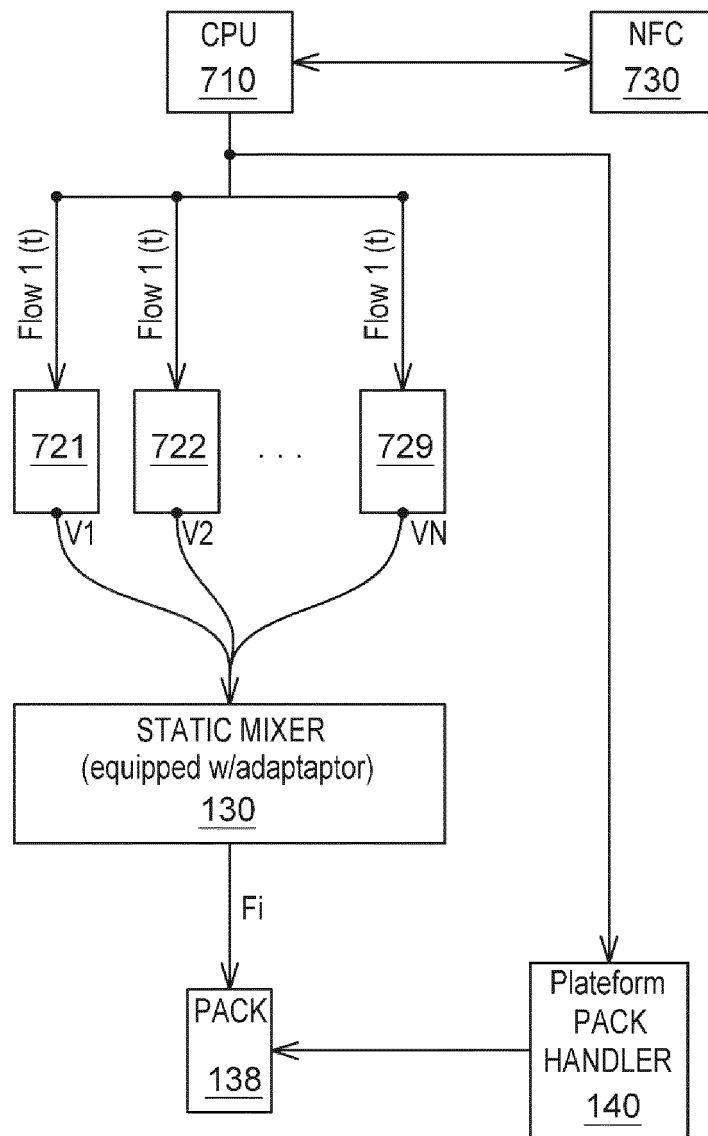 CPU
710
NFC
730
Flow 1 (t)
Flow 1 (t)
Flow 1 (t)
721
722
. . .
729
V1
V2
VN
STATIC MIXER
(equipped w/adaptaptor)
130
Fi
PACK
138
Plateform
PACK
HANDLER
140